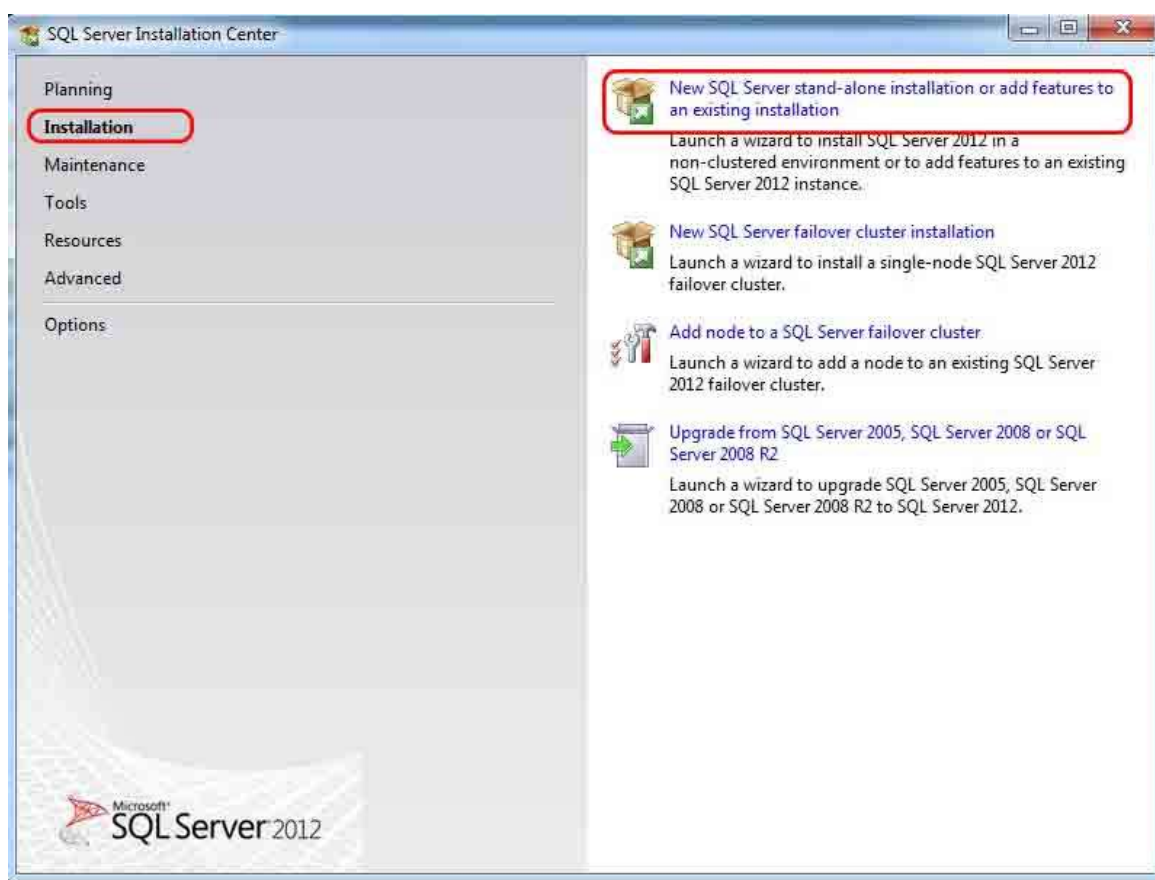 SQL Server Installation Center
Planning
Installation
Maintenance
Tools
Resources
Advanced
Options
New SQL Server stand-alone installation or add features to
an existing installation
Launch a wizard to install SQL Server 2012 in a
non-clustered environment or to add features to an existing
SQL Server 2012 instance.
New SQL Server failover cluster installation
Launch a wizard to install a single-node SQL Server 2012
failover cluster.
Add node to a SQL Server failover cluster
Launch a wizard to add a node to an existing SQL Server
2012 failover cluster.
Upgrade from SQL Server 2005, SQL Server 2008 or SQL
Server 2008 R2
Launch a wizard to upgrade SQL Server 2005, SQL Server
2008 or SQL Server 2008 R2 to SQL Server 2012.
Microsoft
SQL Server 2012